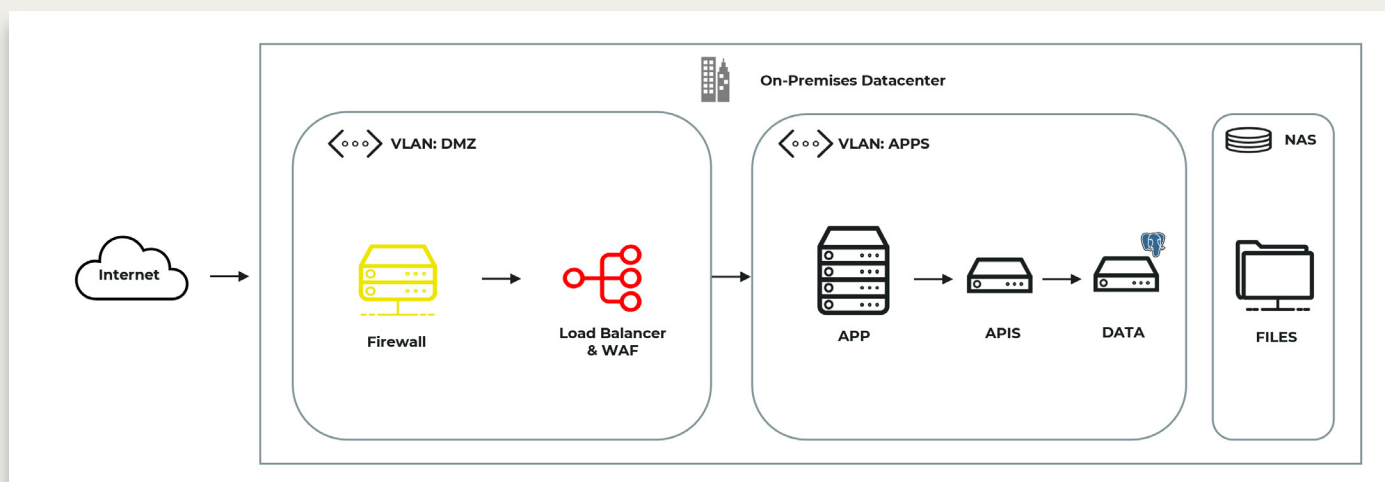 On-Premises Datacenter
VLAN: DMZ
VLAN: APPS
NAS
Internet
Firewall
Load Balancer
& WAF
APP
APIS
DATA
FILES